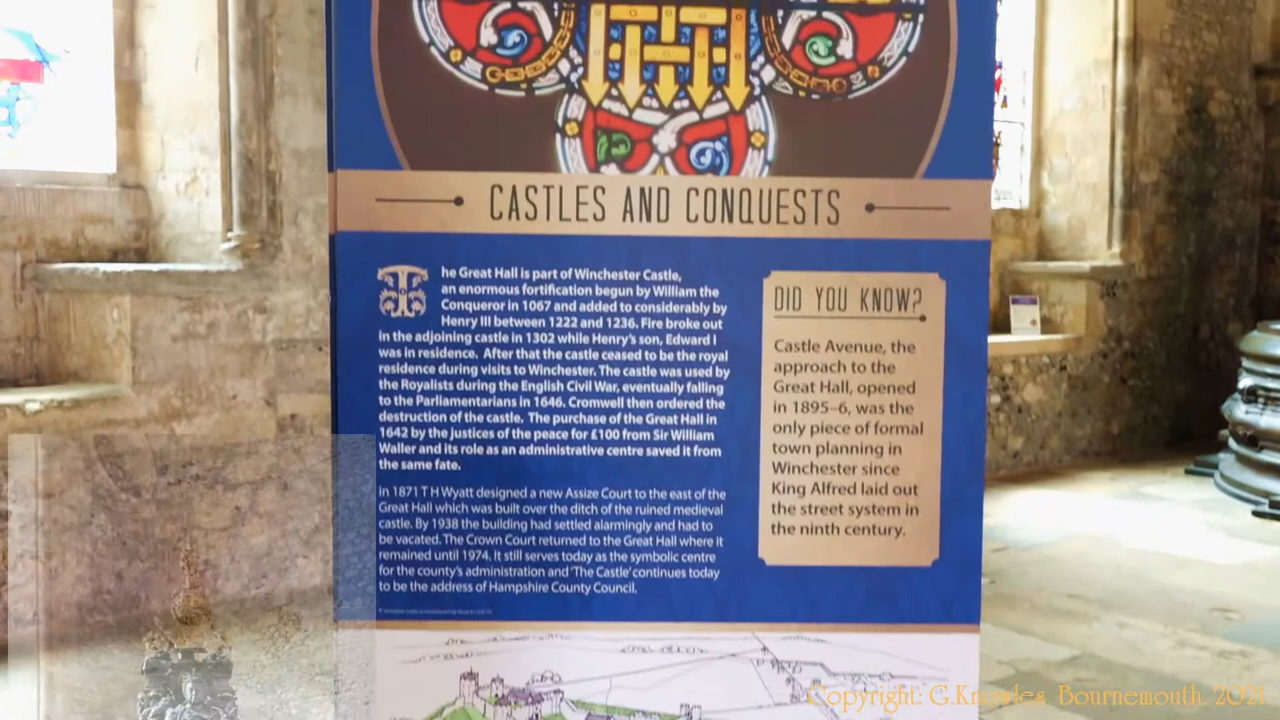 CASTLES AND CONQUESTS
The Great Hall is part of Winchester Castle,
an enormous fortification begun by William the
Conqueror in 1067 and added to considerably by
Henry III between 1222 and 1236. Fire broke out
in the adjoining castle in 1302 while Henry's son, Edward I
was in residence. After that the castle ceased to be the royal
residence during visits to Winchester. The castle was used by
the Royalists during the English Civil War, eventually falling
to the Parliamentarians in 1646. Cromwell then ordered the
destruction of the castle. The purchase of the Great Hall in
1642 by the justices of the peace for £100 from Sir William
Waller and its role as an administrative centre saved it from
the same fate.
In 1871 T H Wyatt designed a new Assize Court to the east of the
Great Hall which was built over the ditch of the ruined medieval
castle. By 1938 the building had settled alarmingly and had to
be vacated. The Crown Court returned to the Great Hall where it
remained until 1974. It still serves today as the symbolic centre
for the county's administration and 'The Castle' continues today
to be the address of Hampshire County Council.
DID YOU KNOW?
Castle Avenue, the
approach to the
Great Hall, opened
in 1895–6, was the
only piece of formal
town planning in
Winchester since
King Alfred laid out
the street system in
the ninth century.
Copyright: G.Knowles, Bournemouth, 2021